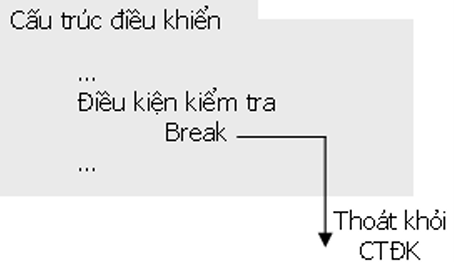 Cấu trúc điều khiển
...
Điều kiện kiểm tra
Break
...
Thoát khỏi
CTĐK